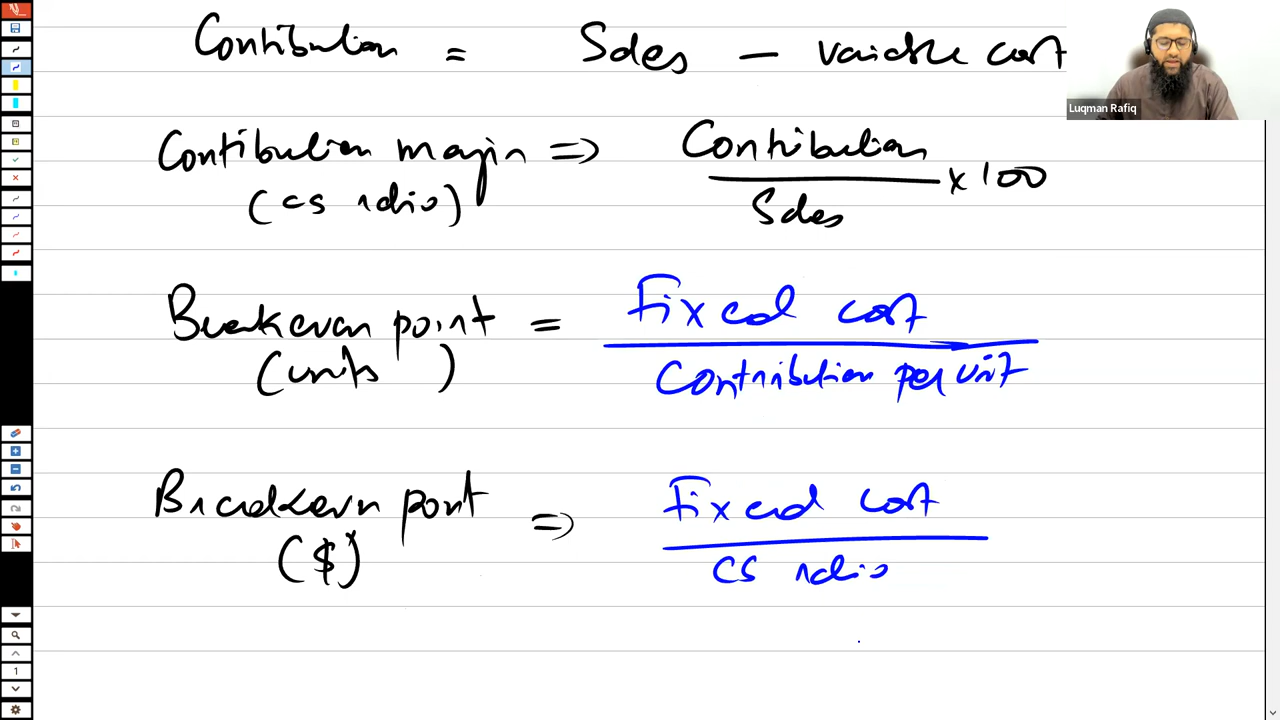 Contribution = Sales – variable cost
Luqman Rafiq
Contribution margin => Contribution
(CS ratio) Sales × 100
Breakeven point = Fixed cost
(units ) Contribution per unit
Breakeven point => Fixed cost
($) CS ratio
1